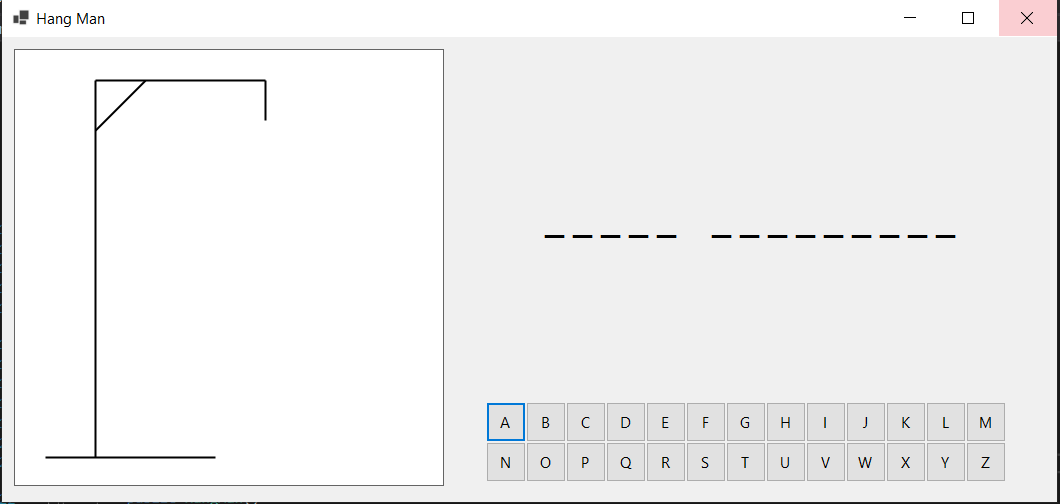 Hang Man
_ _ _ _ _  _ _ _ _ _ _ _ _ _
A B C D E F G H I J K L M
N O P Q R S T U V W X Y Z